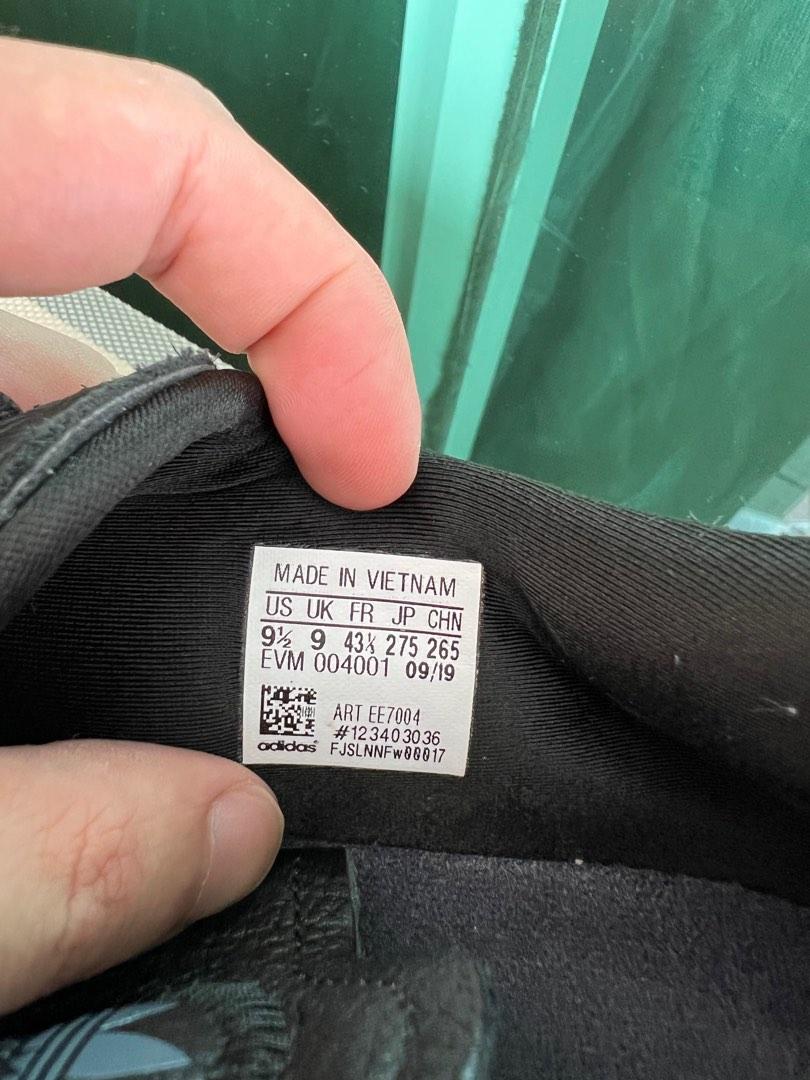 MADE IN VIETNAM
US UK FR JP CHN
9½ 9 43⅓ 275 265
EVM 004001 09/19
ART EE7004
#123403036
adidas FJSLNNFW00017